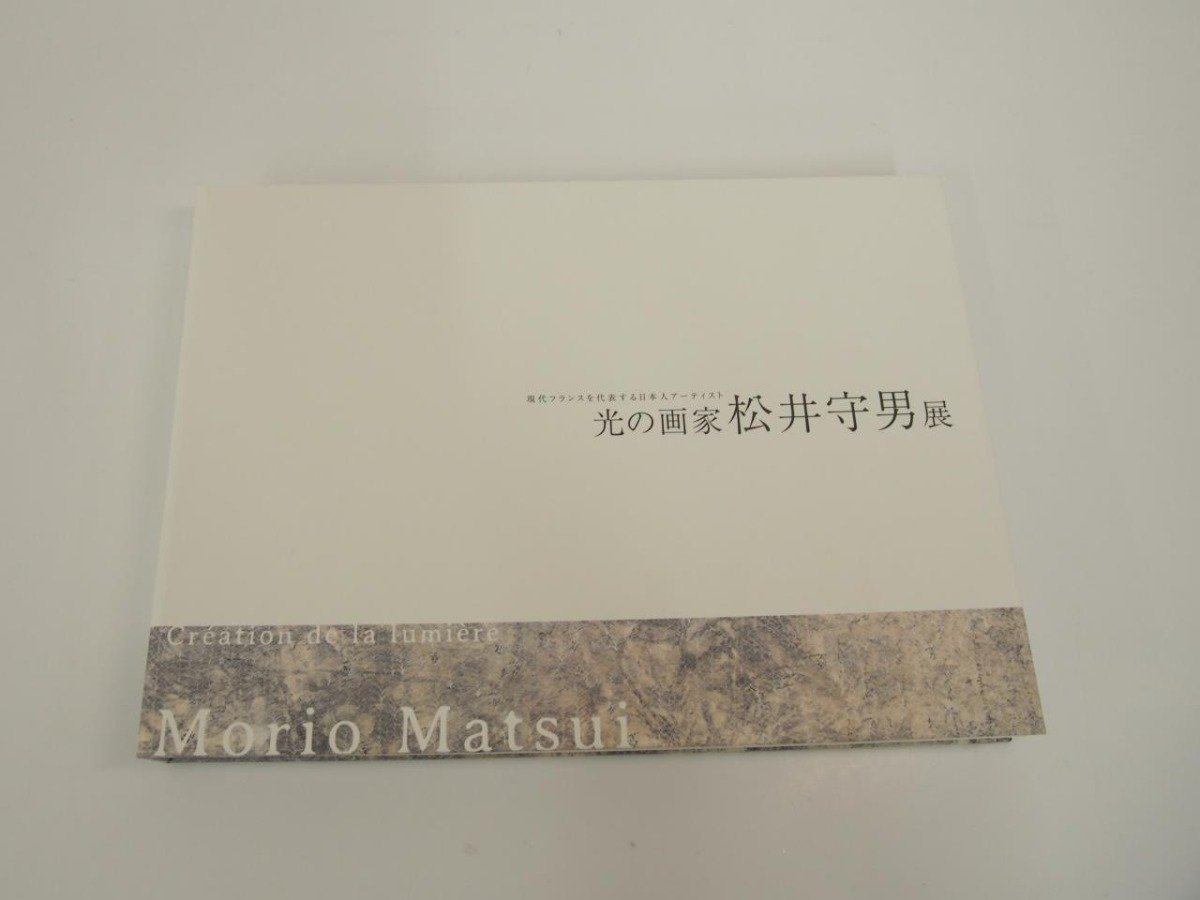 現代フランスを代表する日本人アーティスト
光の画家 松井守男展
Création de la lumière
Morio Matsui